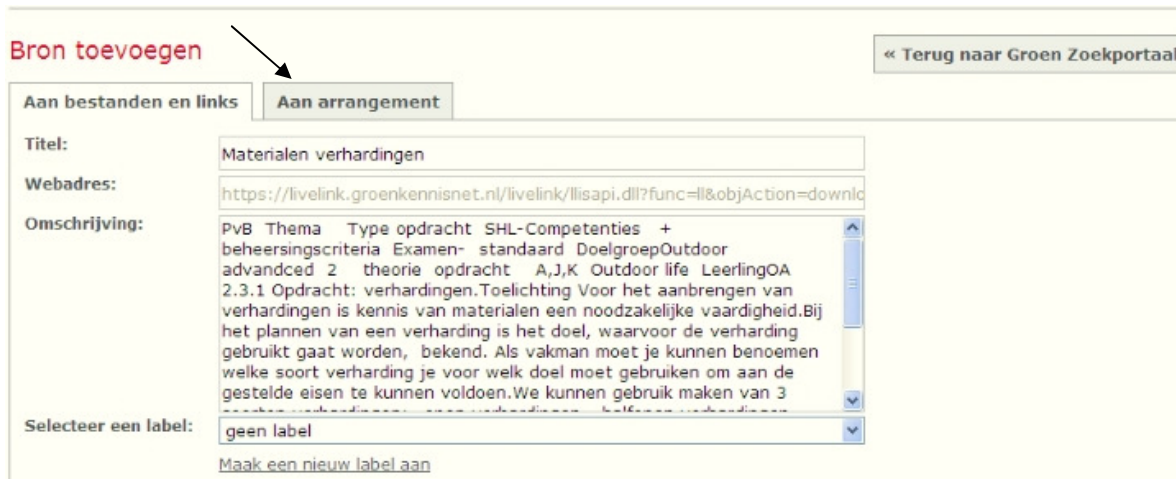 Bron toevoegen
« Terug naar Groen Zoekportaal
Aan bestanden en links
Aan arrangement
Titel:
Materialen verhardingen
Webadres:
https://livelink.groenkennisnet.nl/livelink/llisapi.dll?func=ll&objAction=downlo
Omschrijving:
PvB Thema Type opdracht SHL-Competenties +
beheersingscriteria Examen- standaard DoelgroepOutdoor
advandced 2 theorie opdracht A,J,K Outdoor life LeerlingOA
2.3.1 Opdracht: verhardingen.Toelichting Voor het aanbrengen van
verhardingen is kennis van materialen een noodzakelijke vaardigheid.Bij
het plannen van een verharding is het doel, waarvoor de verharding
gebruikt gaat worden, bekend. Als vakman moet je kunnen benoemen
welke soort verharding je voor welk doel moet gebruiken om aan de
gestelde eisen te kunnen voldoen.We kunnen gebruik maken van 3
Selecteer een label:
geen label
Maak een nieuw label aan